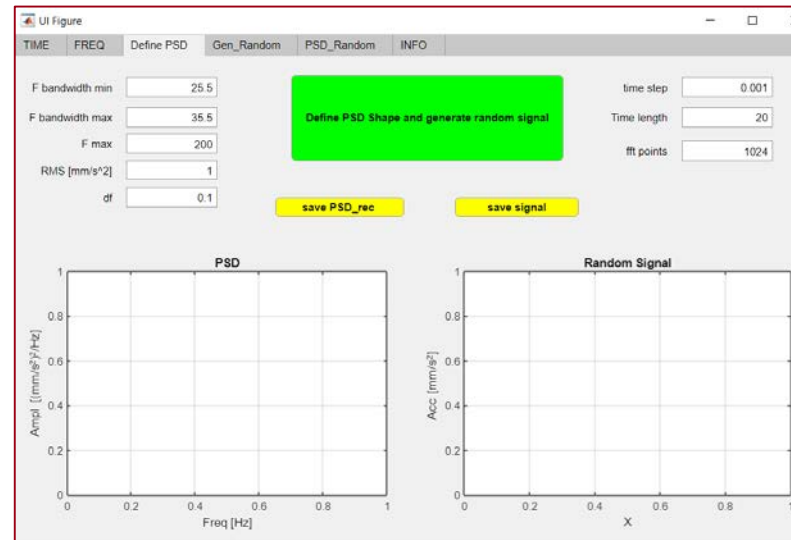 UI Figure
TIME FREQ Define PSD Gen_Random PSD_Random INFO
F bandwidth min 25.5
F bandwidth max 35.5
F max 200
RMS [mm/s^2] 1
df 0.1
Define PSD Shape and generate random signal
time step 0.001
Time length 20
fft points 1024
save PSD_rec
save signal
PSD
1
0.8
0.6
0.4
0.2
0
Ampl [(mm/s²)²/Hz]
0 0.2 0.4 0.6 0.8 1
Freq [Hz]
Random Signal
1
0.8
0.6
0.4
0.2
0
Acc [mm/s²]
0 0.2 0.4 0.6 0.8 1
X